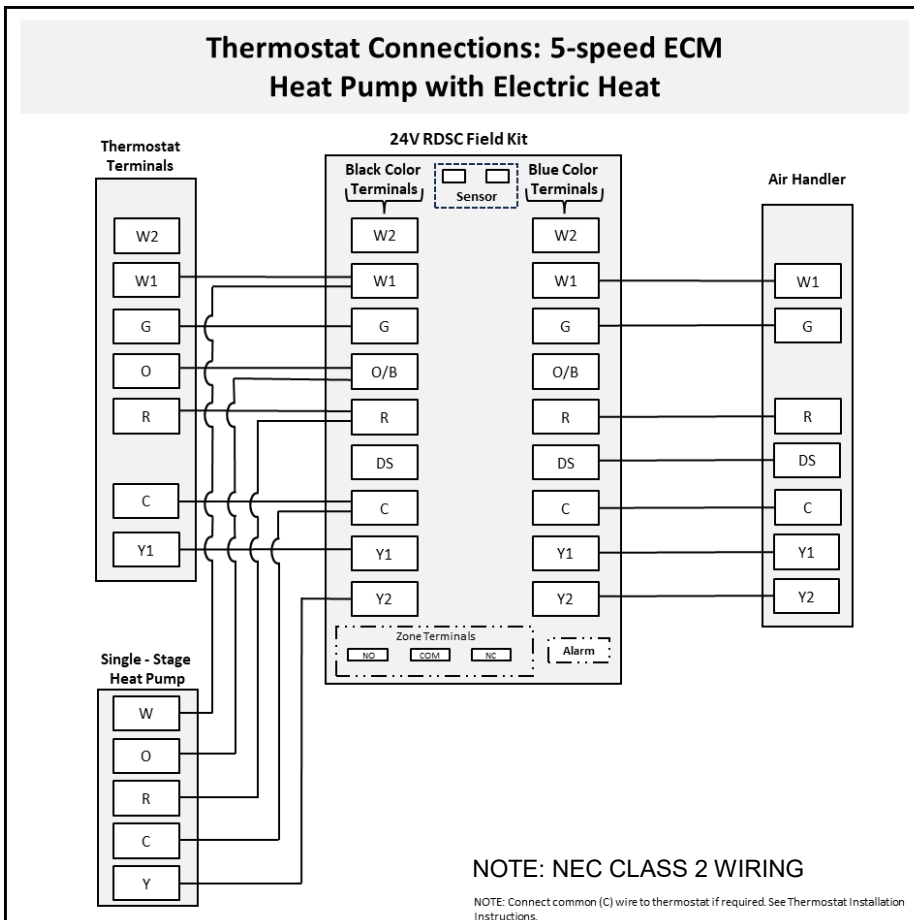 Thermostat Connections: 5-speed ECM
Heat Pump with Electric Heat
24V RDSC Field Kit
Thermostat
Terminals
Black Color
Terminals
Sensor
Blue Color
Terminals
Air Handler
W2
W1
G
O
R
C
Y1
W2
W1
G
O/B
R
DS
C
Y1
Y2
W2
W1
G
O/B
R
DS
C
Y1
Y2
W1
G
R
DS
C
Y1
Y2
Zone Terminals
NO
COM
NC
Alarm
Single - Stage
Heat Pump
W
O
R
C
Y
NOTE: NEC CLASS 2 WIRING
NOTE: Connect common (C) wire to thermostat if required. See Thermostat Installation
Instructions.